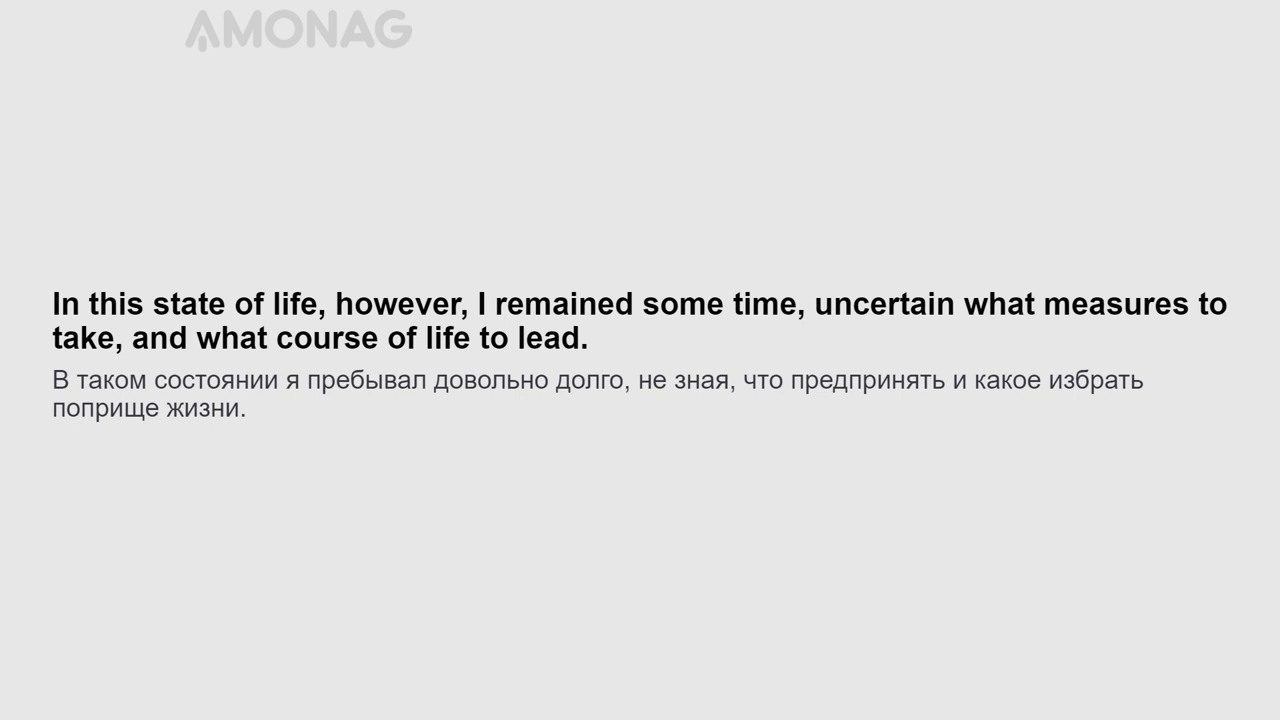 AMONAG
In this state of life, however, I remained some time, uncertain what measures to
take, and what course of life to lead.
В таком состоянии я пребывал довольно долго, не зная, что предпринять и какое избрать
поприще жизни.